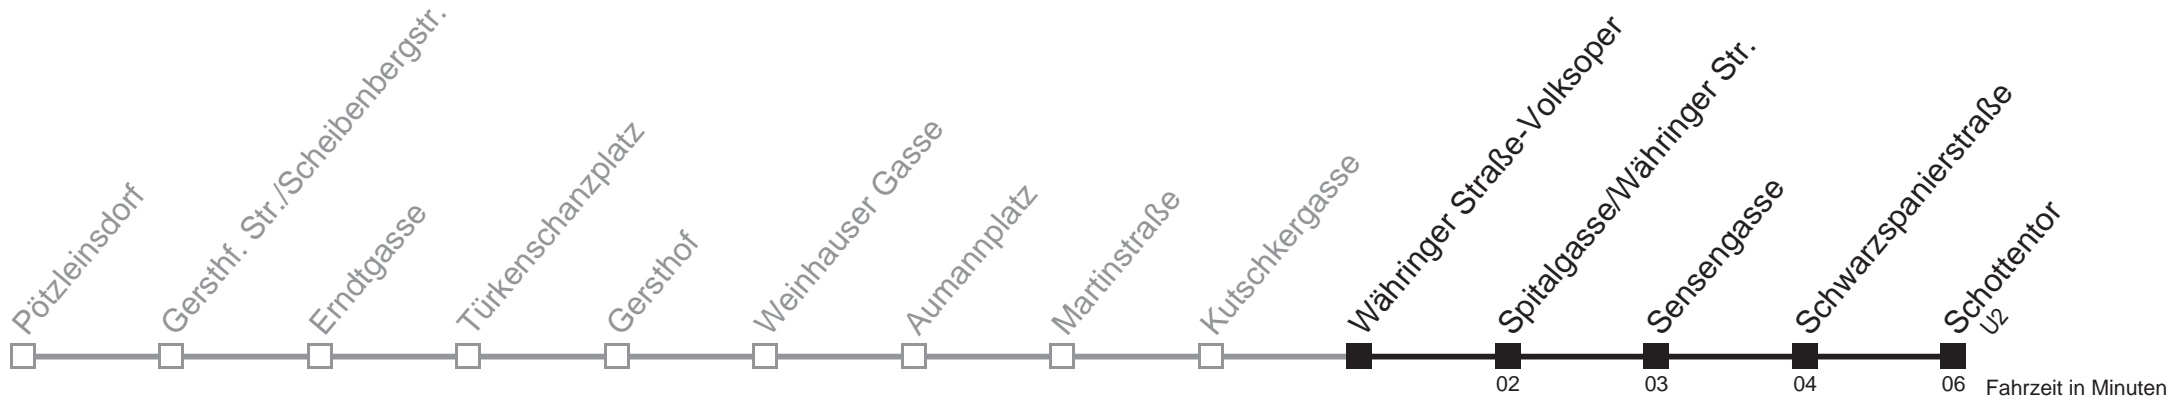 Pötzleinsdorf
Gersthf. Str./Scheibenbergstr.
Erndtgasse
Türkenschanzplatz
Gersthof
Weinhauser Gasse
Aumannplatz
Martinstraße
Kutschkergasse
Währinger Straße-Volksoper
Spitalgasse/Währinger Str.
Sensengasse
Schwarzspanierstraße
Schottentor
U2
02
03
04
06
Fahrzeit in Minuten